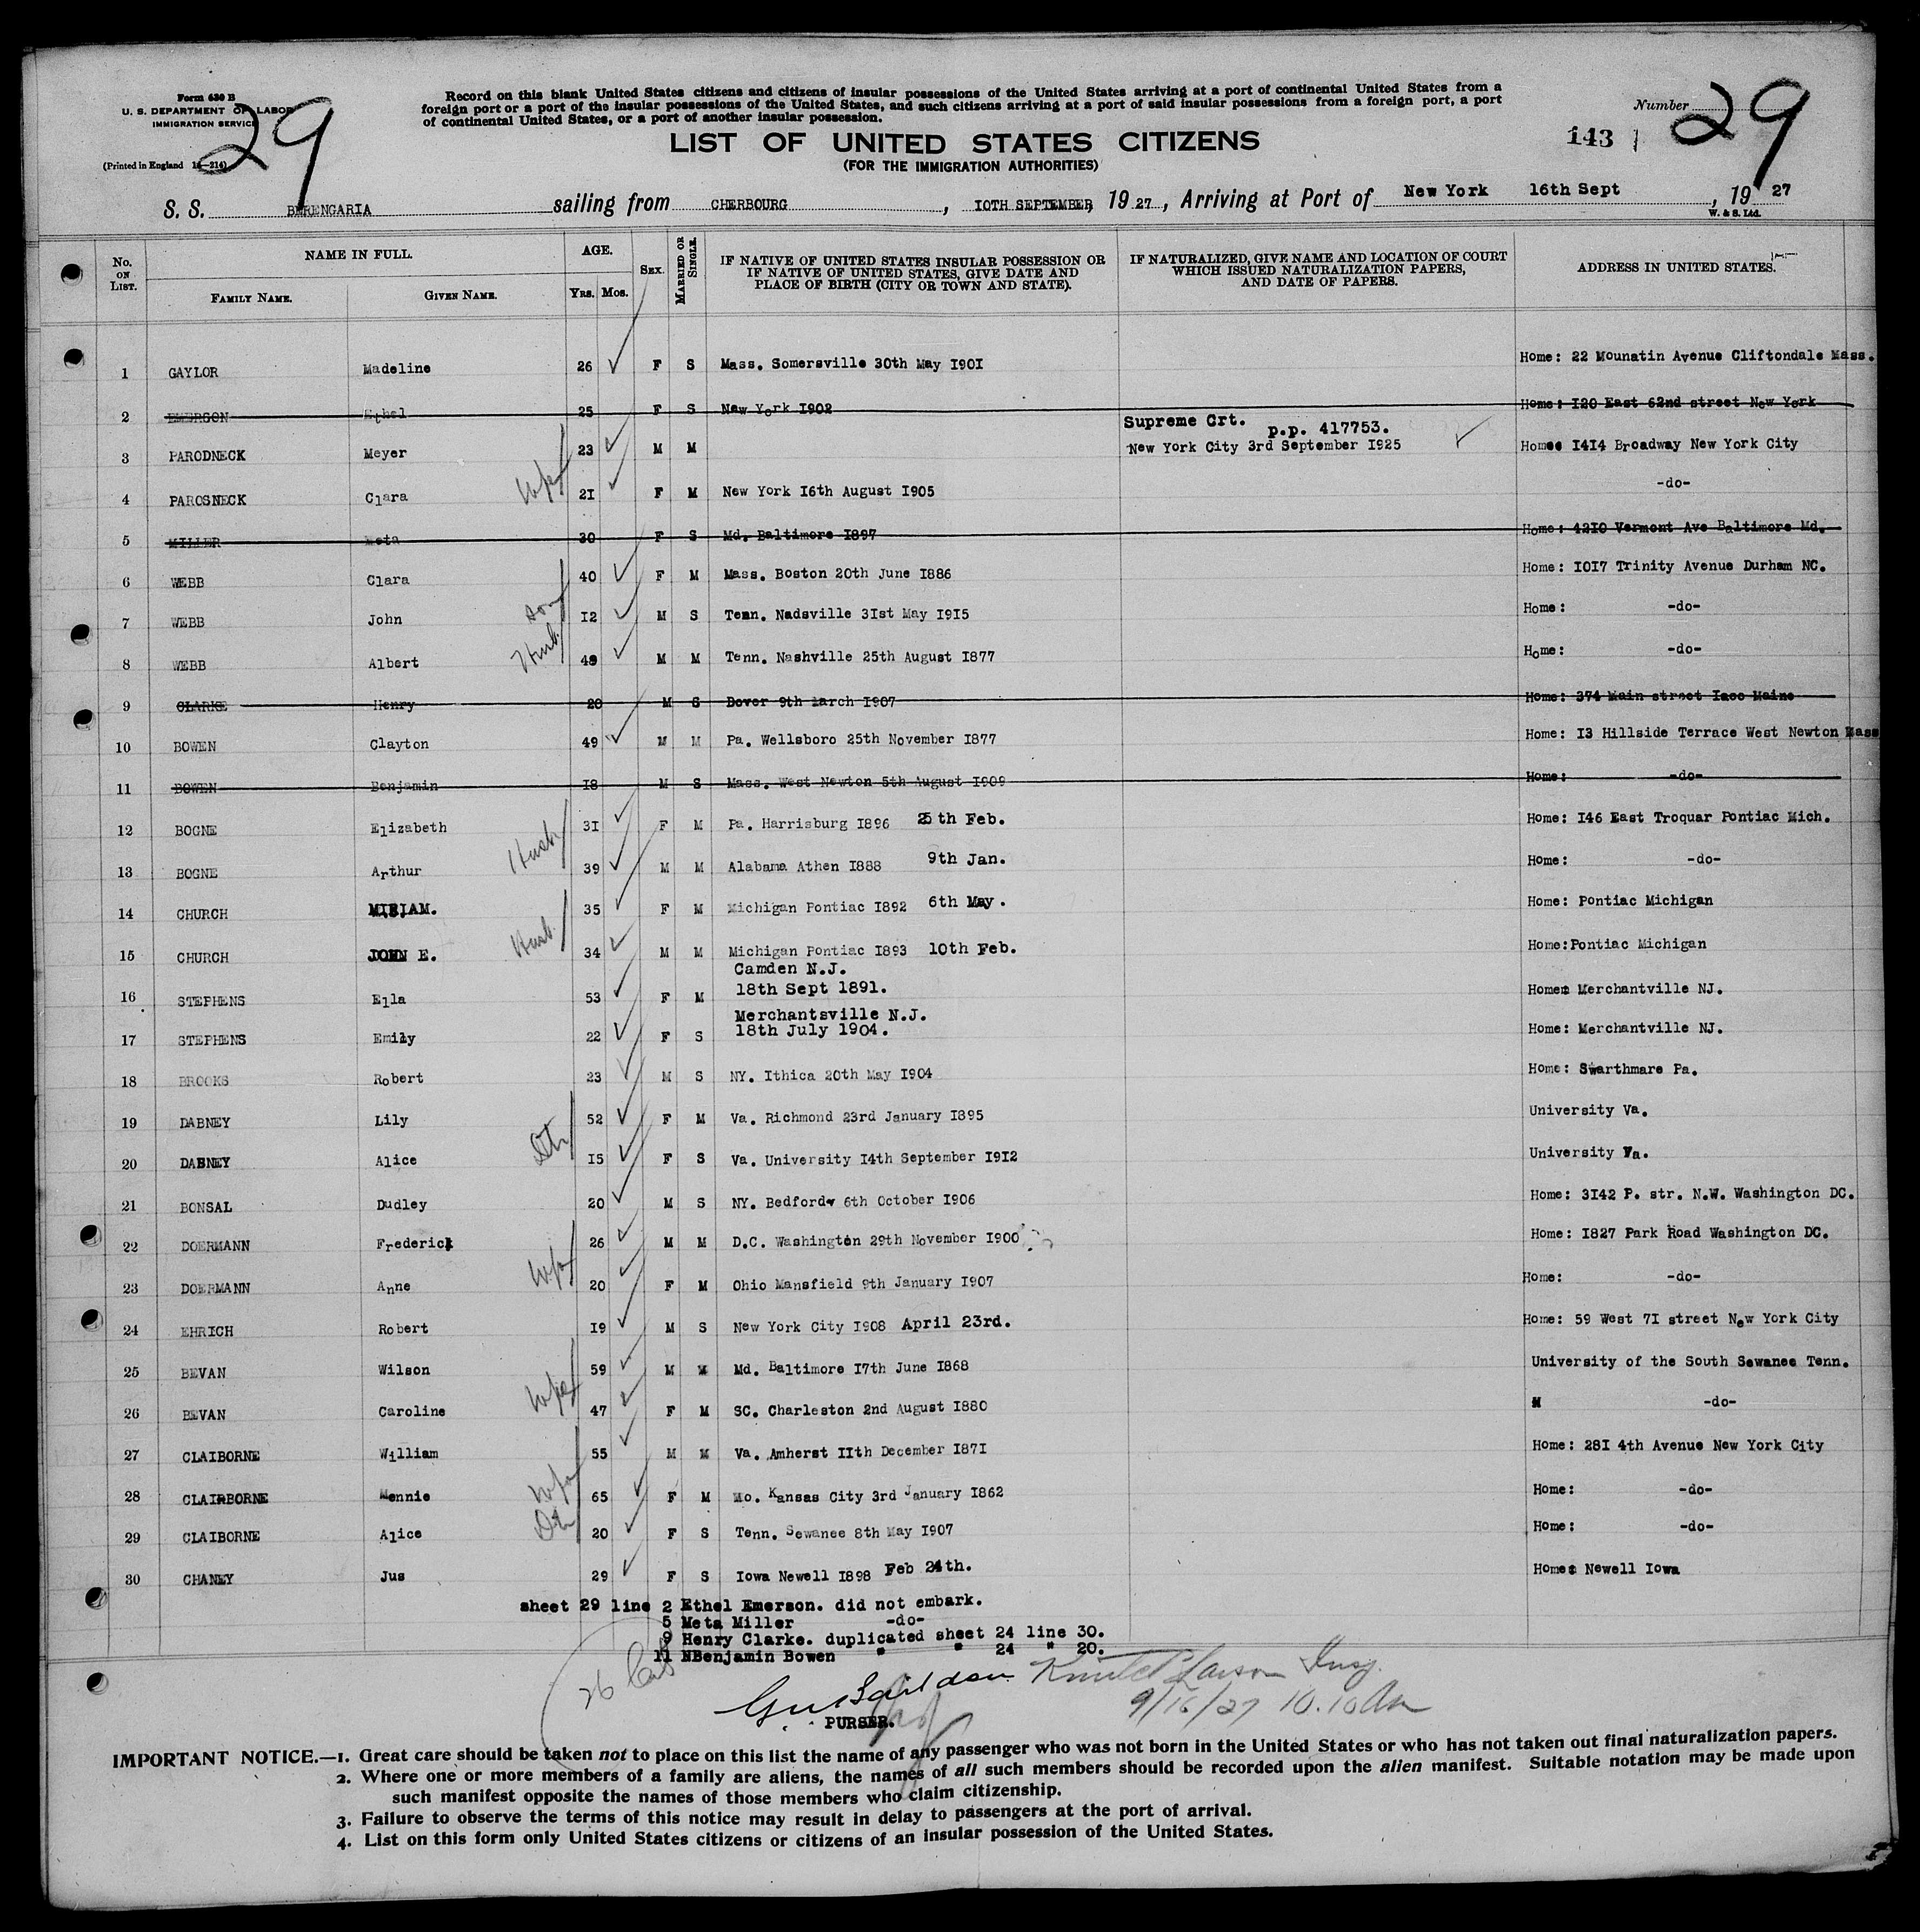 Form 630 B
U. S. DEPARTMENT OF LABOR
IMMIGRATION SERVICE
(Printed in England 14—214)
29
Record on this blank United States citizens and citizens of insular possessions of the United States arriving at a port of continental United States from a
foreign port or a port of the insular possessions of the United States, and such citizens arriving at a port of said insular possessions from a foreign port, a port
of continental United States, or a port of another insular possession.
LIST OF UNITED STATES CITIZENS
(FOR THE IMMIGRATION AUTHORITIES)
Number 29
143
S. S. BERENGARIA sailing from CHERBOURG, 10TH SEPTEMBER, 1927, Arriving at Port of New York 16th Sept, 1927
W. & S. Ltd.
No. ON LIST. NAME IN FULL. FAMILY NAME. GIVEN NAME. AGE. YRS. MOS. SEX. MARRIED OR SINGLE. IF NATIVE OF UNITED STATES INSULAR POSSESSION OR IF NATIVE OF UNITED STATES, GIVE DATE AND PLACE OF BIRTH (CITY OR TOWN AND STATE). IF NATURALIZED, GIVE NAME AND LOCATION OF COURT WHICH ISSUED NATURALIZATION PAPERS, AND DATE OF PAPERS. ADDRESS IN UNITED STATES.
1 GAYLOR Madeline 26 F S Mass. Somersville 30th May 1901 Home: 22 Mounatin Avenue Cliftondale Mass.
2 EMERSON Ethel 25 F S New York 1902 Home: 120 East 62nd street New York
Supreme Crt. p.p. 417753.
3 PARODNECK Meyer 23 M M New York City 3rd September 1925 Home: 1414 Broadway New York City
4 PAROSNECK Clara Wife 21 F M New York 16th August 1905 -do-
5 MILLER Meta 30 F S Md. Baltimore 1897 Home: 4210 Vermont Ave Baltimore Md.
6 WEBB Clara 40 F M Mass. Boston 20th June 1886 Home: 1017 Trinity Avenue Durham NC.
7 WEBB John Son 12 M S Tenn. Nadsville 31st May 1915 Home: -do-
8 WEBB Albert Husb. 49 M M Tenn. Nashville 25th August 1877 Home: -do-
9 CLARKE Henry 20 M S Dover 9th March 1907 Home: 374 Main street Iaco Maine
10 BOWEN Clayton 49 M M Pa. Wellsboro 25th November 1877 Home: 13 Hillside Terrace West Newton Mass
11 BOWEN Benjamin 18 M S Mass. West Newton 5th August 1909 Home: -do-
12 BOGNE Elizabeth 31 F M Pa. Harrisburg 1896 25th Feb. Home: 146 East Troquar Pontiac Mich.
13 BOGNE Arthur Husb 39 M M Alabama Athen 1888 9th Jan. Home: -do-
14 CHURCH MIRIAM. 35 F M Michigan Pontiac 1892 6th May. Home: Pontiac Michigan
15 CHURCH JOHN E. Husb. 34 M M Michigan Pontiac 1893 10th Feb. Home:Pontiac Michigan
Camden N.J.
16 STEPHENS Ella 53 F M 18th Sept 1891. Home: Merchantville NJ.
Merchantsville N.J.
17 STEPHENS Emily 22 F S 18th July 1904. Home: Merchantville NJ.
18 BROOKS Robert 23 M S NY. Ithica 20th May 1904 Home: Swarthmare Pa.
19 DABNEY Lily 52 F M Va. Richmond 23rd January 1895 University Va.
20 DABNEY Alice Dtr 15 F S Va. University 14th September 1912 University Va.
21 BONSAL Dudley 20 M S NY. Bedford 6th October 1906 Home: 3142 P. str. N.W. Washington DC.
22 DOERMANN Frederick 26 M M D.C. Washington 29th November 1900 Home: 1827 Park Road Washington DC.
23 DOERMANN Anne Wife 20 F M Ohio Mansfield 9th January 1907 Home: -do-
24 EHRICH Robert 19 M S New York City 1908 April 23rd. Home: 59 West 71 street New York City
25 BEVAN Wilson 59 M M Md. Baltimore 17th June 1868 University of the South Sewanee Tenn.
26 BEVAN Caroline Wife 47 F M SC. Charleston 2nd August 1880 -do-
27 CLAIBORNE William 55 M M Va. Amherst 11th December 1871 Home: 281 4th Avenue New York City
28 CLAIRBORNE Mennie Wife 65 F M Mo. Kansas City 3rd January 1862 Home: -do-
29 CLAIBORNE Alice Dtr 20 F S Tenn. Sewanee 8th May 1907 Home: -do-
30 CHANEY Jus 29 F S Iowa Newell 1898 Feb 24th. Home: Newell Iowa
sheet 29 line 2 Ethel Emerson. did not embark.
5 Meta Miller -do-
9 Henry Clarke. duplicated sheet 24 line 30.
11 NBenjamin Bowen " " 24 " 20.
26
9/16/27 10.10 Am
PURSER.
IMPORTANT NOTICE.—1. Great care should be taken not to place on this list the name of any passenger who was not born in the United States or who has not taken out final naturalization papers.
2. Where one or more members of a family are aliens, the names of all such members should be recorded upon the alien manifest. Suitable notation may be made upon
such manifest opposite the names of those members who claim citizenship.
3. Failure to observe the terms of this notice may result in delay to passengers at the port of arrival.
4. List on this form only United States citizens or citizens of an insular possession of the United States.